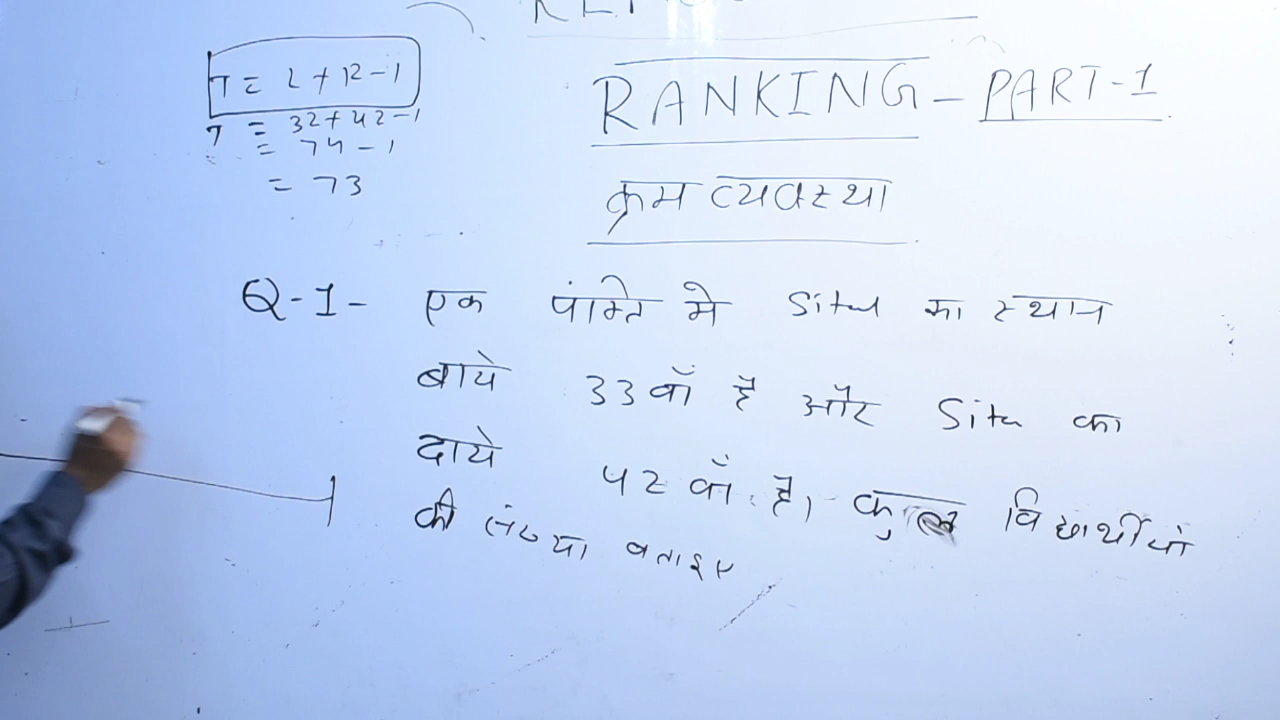 T = L + R - 1
T = 32 + 42 - 1
= 74 - 1
= 73
RANKING - PART-1
क्रम व्यवस्था
Q-1- एक पंक्ति मे Sita का स्थान
बाये 33वाँ है और Sita का
दाये 42 वाँ है। कुल विद्यार्थीयो
की संख्या बताइए